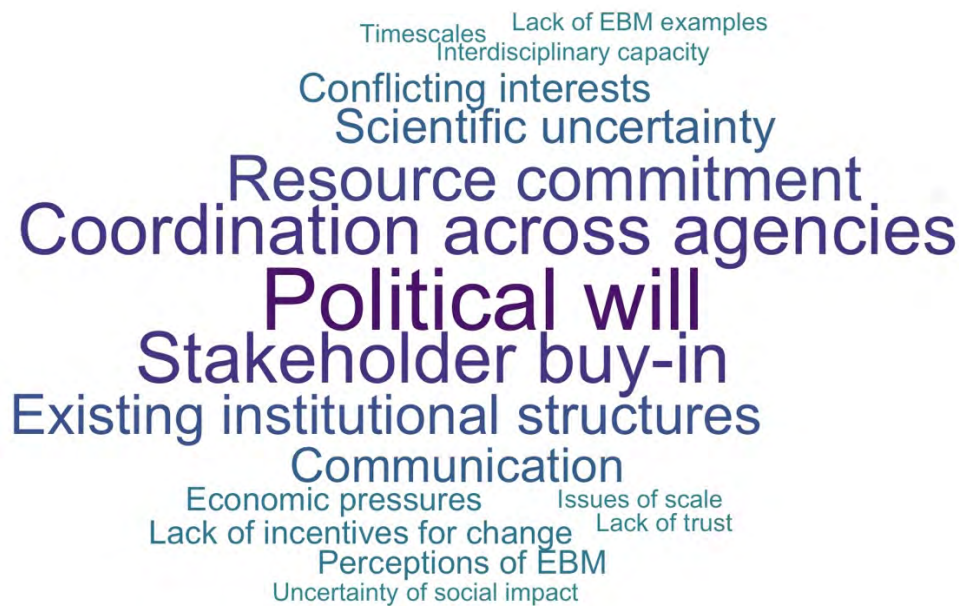 Lack of EBM examples
Timescales
Interdisciplinary capacity
Conflicting interests
Scientific uncertainty
Resource commitment
Coordination across agencies
Political will
Stakeholder buy-in
Existing institutional structures
Communication
Economic pressures
Issues of scale
Lack of incentives for change
Lack of trust
Perceptions of EBM
Uncertainty of social impact